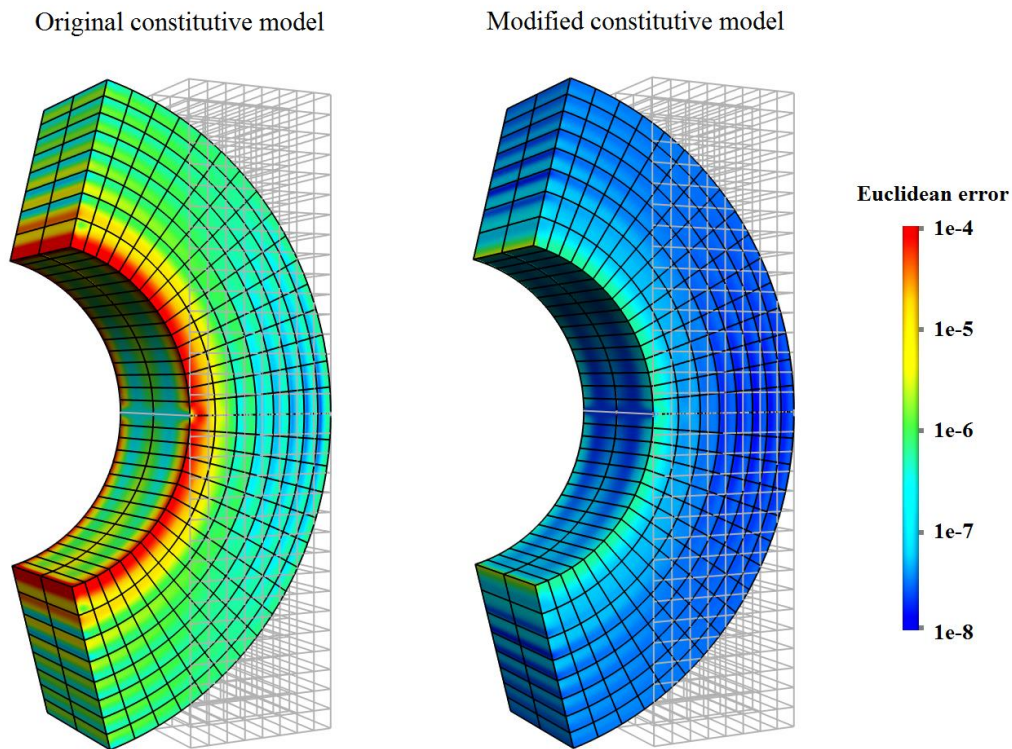 Original constitutive model
Modified constitutive model
Euclidean error
1e-4
1e-5
1e-6
1e-7
1e-8